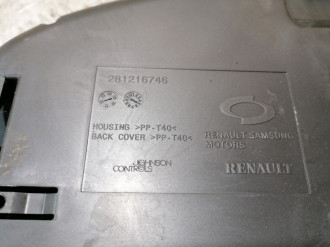 281216746
HOUSING >PP-T40<
BACK COVER >PP-T40<
RENAULT SAMSUNG
MOTORS
JOHNSON
CONTROLS
RENAULT